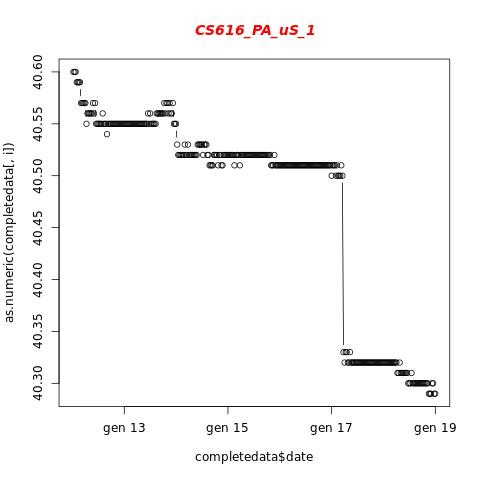 CS616_PA_uS_1
as.numeric(completedata[, i])
40.60
40.55
40.50
40.45
40.40
40.35
40.30
gen 13 gen 15 gen 17 gen 19
completedata$date